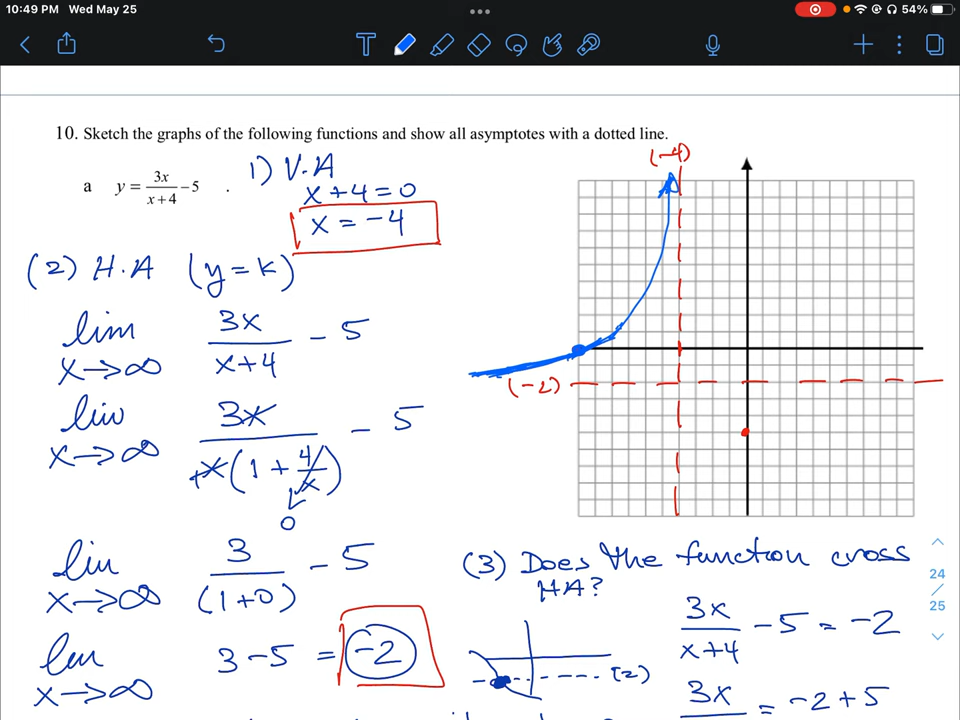 10:49 PM Wed May 25
54%
T
10. Sketch the graphs of the following functions and show all asymptotes with a dotted line.
a y = 3x/(x+4) − 5 .
1) V.A
x + 4 = 0
x = −4
(−4)
(2) H.A (y = k)
lim x→∞ 3x/(x+4) − 5
(−2)
lim x→∞ 3x/(x(1 + 4/x)) − 5
0
lim x→∞ 3/(1+0) − 5
lim x→∞ 3 − 5 = −2
(3) Does the function cross
HA?
3x/(x+4) − 5 = −2
(2)
3x = −2 + 5
24
/
25